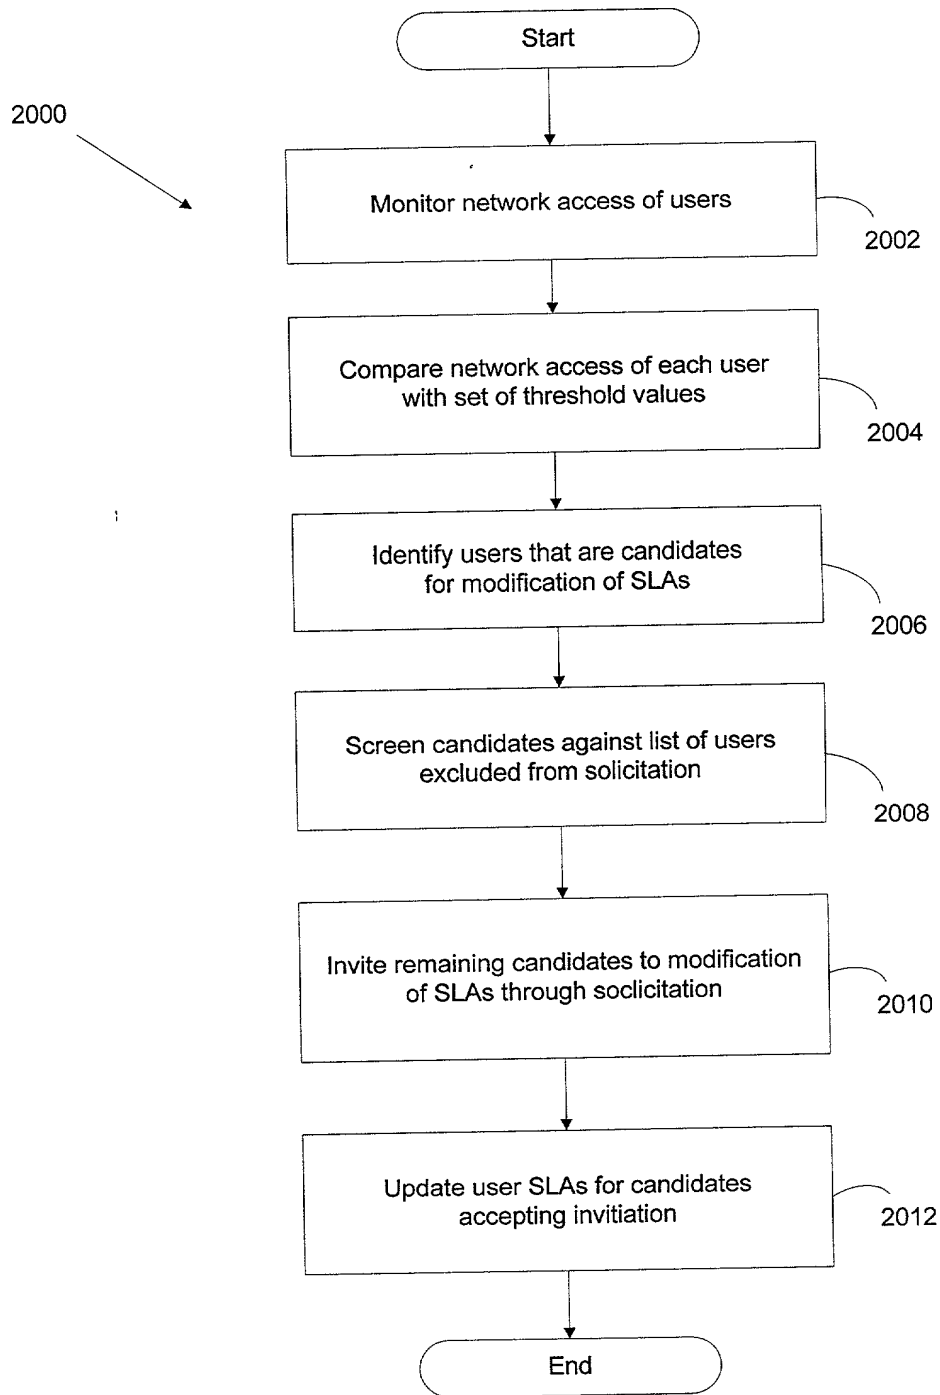 Start
2000
Monitor network access of users
2002
Compare network access of each user
with set of threshold values
2004
Identify users that are candidates
for modification of SLAs
2006
Screen candidates against list of users
excluded from solicitation
2008
Invite remaining candidates to modification
of SLAs through soclicitation
2010
Update user SLAs for candidates
accepting invitiation
2012
End